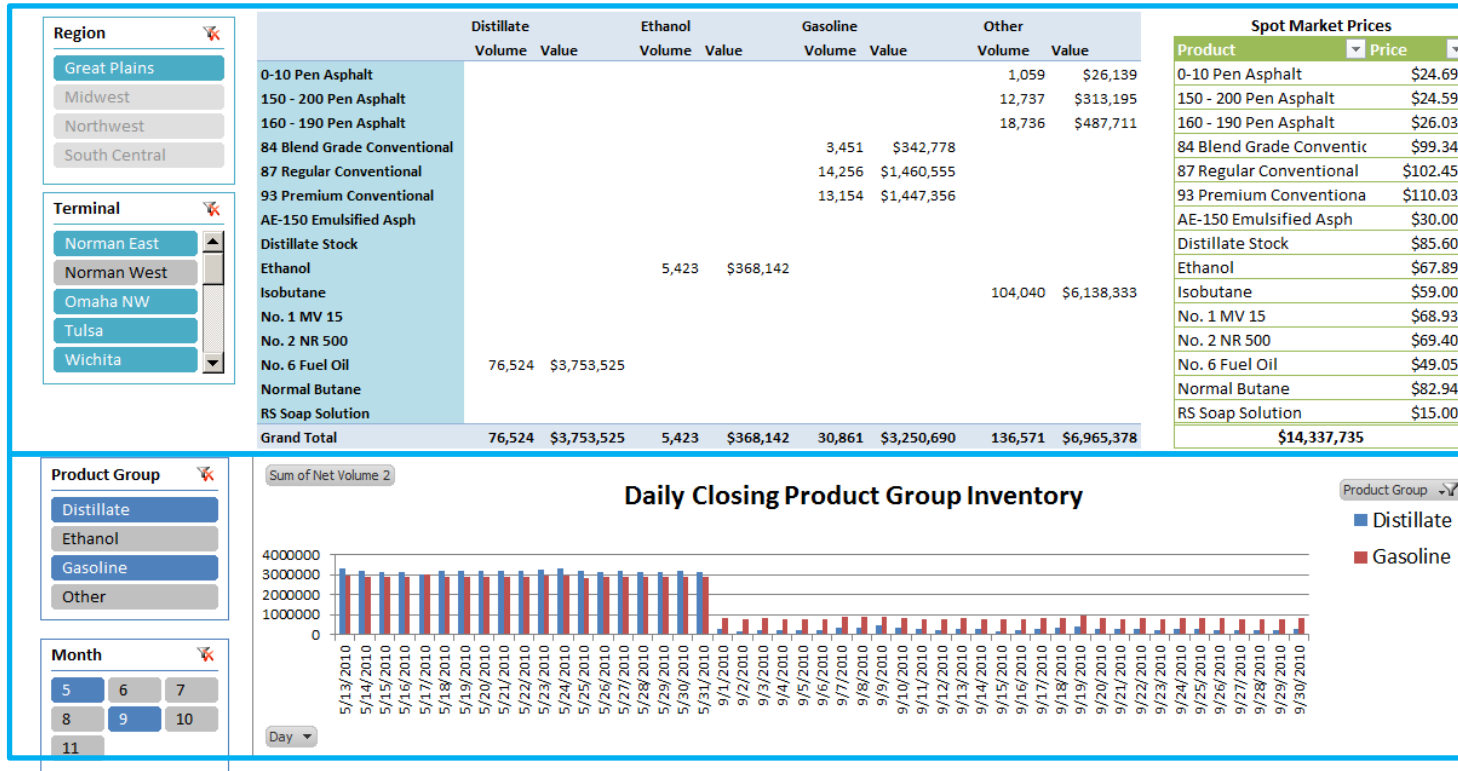 Region
Great Plains
Midwest
Northwest
South Central
Terminal
Norman East
Norman West
Omaha NW
Tulsa
Wichita
Distillate Ethanol Gasoline Other
Volume Value Volume Value Volume Value Volume Value
0-10 Pen Asphalt 1,059 $26,139
150 - 200 Pen Asphalt 12,737 $313,195
160 - 190 Pen Asphalt 18,736 $487,711
84 Blend Grade Conventional 3,451 $342,778
87 Regular Conventional 14,256 $1,460,555
93 Premium Conventional 13,154 $1,447,356
AE-150 Emulsified Asph
Distillate Stock
Ethanol 5,423 $368,142
Isobutane 104,040 $6,138,333
No. 1 MV 15
No. 2 NR 500
No. 6 Fuel Oil 76,524 $3,753,525
Normal Butane
RS Soap Solution
Grand Total 76,524 $3,753,525 5,423 $368,142 30,861 $3,250,690 136,571 $6,965,378
Spot Market Prices
Product Price
0-10 Pen Asphalt $24.69
150 - 200 Pen Asphalt $24.59
160 - 190 Pen Asphalt $26.03
84 Blend Grade Conventic $99.34
87 Regular Conventional $102.45
93 Premium Conventiona $110.03
AE-150 Emulsified Asph $30.00
Distillate Stock $85.60
Ethanol $67.89
Isobutane $59.00
No. 1 MV 15 $68.93
No. 2 NR 500 $69.40
No. 6 Fuel Oil $49.05
Normal Butane $82.94
RS Soap Solution $15.00
$14,337,735
Product Group
Distillate
Ethanol
Gasoline
Other
Month
5 6 7
8 9 10
11
Sum of Net Volume 2
Daily Closing Product Group Inventory
Product Group
Distillate
Gasoline
4000000
3000000
2000000
1000000
0
5/13/2010
5/14/2010
5/15/2010
5/16/2010
5/17/2010
5/18/2010
5/19/2010
5/20/2010
5/21/2010
5/22/2010
5/23/2010
5/24/2010
5/25/2010
5/26/2010
5/27/2010
5/28/2010
5/29/2010
5/30/2010
5/31/2010
9/1/2010
9/2/2010
9/3/2010
9/4/2010
9/5/2010
9/6/2010
9/7/2010
9/8/2010
9/9/2010
9/10/2010
9/11/2010
9/12/2010
9/13/2010
9/14/2010
9/15/2010
9/16/2010
9/17/2010
9/18/2010
9/19/2010
9/20/2010
9/21/2010
9/22/2010
9/23/2010
9/24/2010
9/25/2010
9/26/2010
9/27/2010
9/28/2010
9/29/2010
9/30/2010
Day